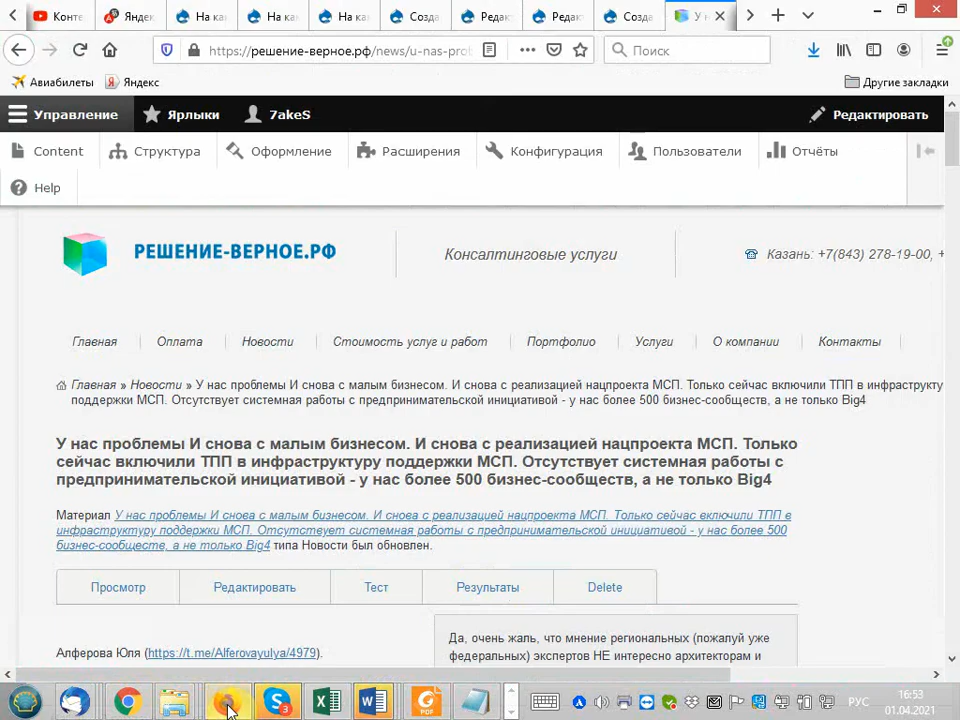 Конте
Яндек
На ка
На ка
На ка
Созда
Редак
Редак
Созда
У н
https://решение-верное.рф/news/u-nas-pro
Поиск
Авиабилеты
Яндекс
Другие закладки
Управление
Ярлыки
7akeS
Редактировать
Content
Структура
Оформление
Расширения
Конфигурация
Пользователи
Отчёты
Help
РЕШЕНИЕ-ВЕРНОЕ.РФ
Консалтинговые услуги
Казань: +7(843) 278-19-00, +
Главная
Оплата
Новости
Стоимость услуг и работ
Портфолио
Услуги
О компании
Контакты
Главная » Новости » У нас проблемы И снова с малым бизнесом. И снова с реализацией нацпроекта МСП. Только сейчас включили ТПП в инфраструкту
поддержки МСП. Отсутствует системная работы с предпринимательской инициативой - у нас более 500 бизнес-сообществ, а не только Big4
У нас проблемы И снова с малым бизнесом. И снова с реализацией нацпроекта МСП. Только
сейчас включили ТПП в инфраструктуру поддержки МСП. Отсутствует системная работы с
предпринимательской инициативой - у нас более 500 бизнес-сообществ, а не только Big4
Материал У нас проблемы И снова с малым бизнесом. И снова с реализацией нацпроекта МСП. Только сейчас включили ТПП в
инфраструктуру поддержки МСП. Отсутствует системная работы с предпринимательской инициативой - у нас более 500
бизнес-сообществ, а не только Big4 типа Новости был обновлен.
Просмотр
Редактировать
Тест
Результаты
Delete
Да, очень жаль, что мнение региональных (пожалуй уже
федеральных) экспертов НЕ интересно архитекторам и
Алферова Юля (https://t.me/Alferovayulya/4979).
3
PDF
РУС
16:53
01.04.2021